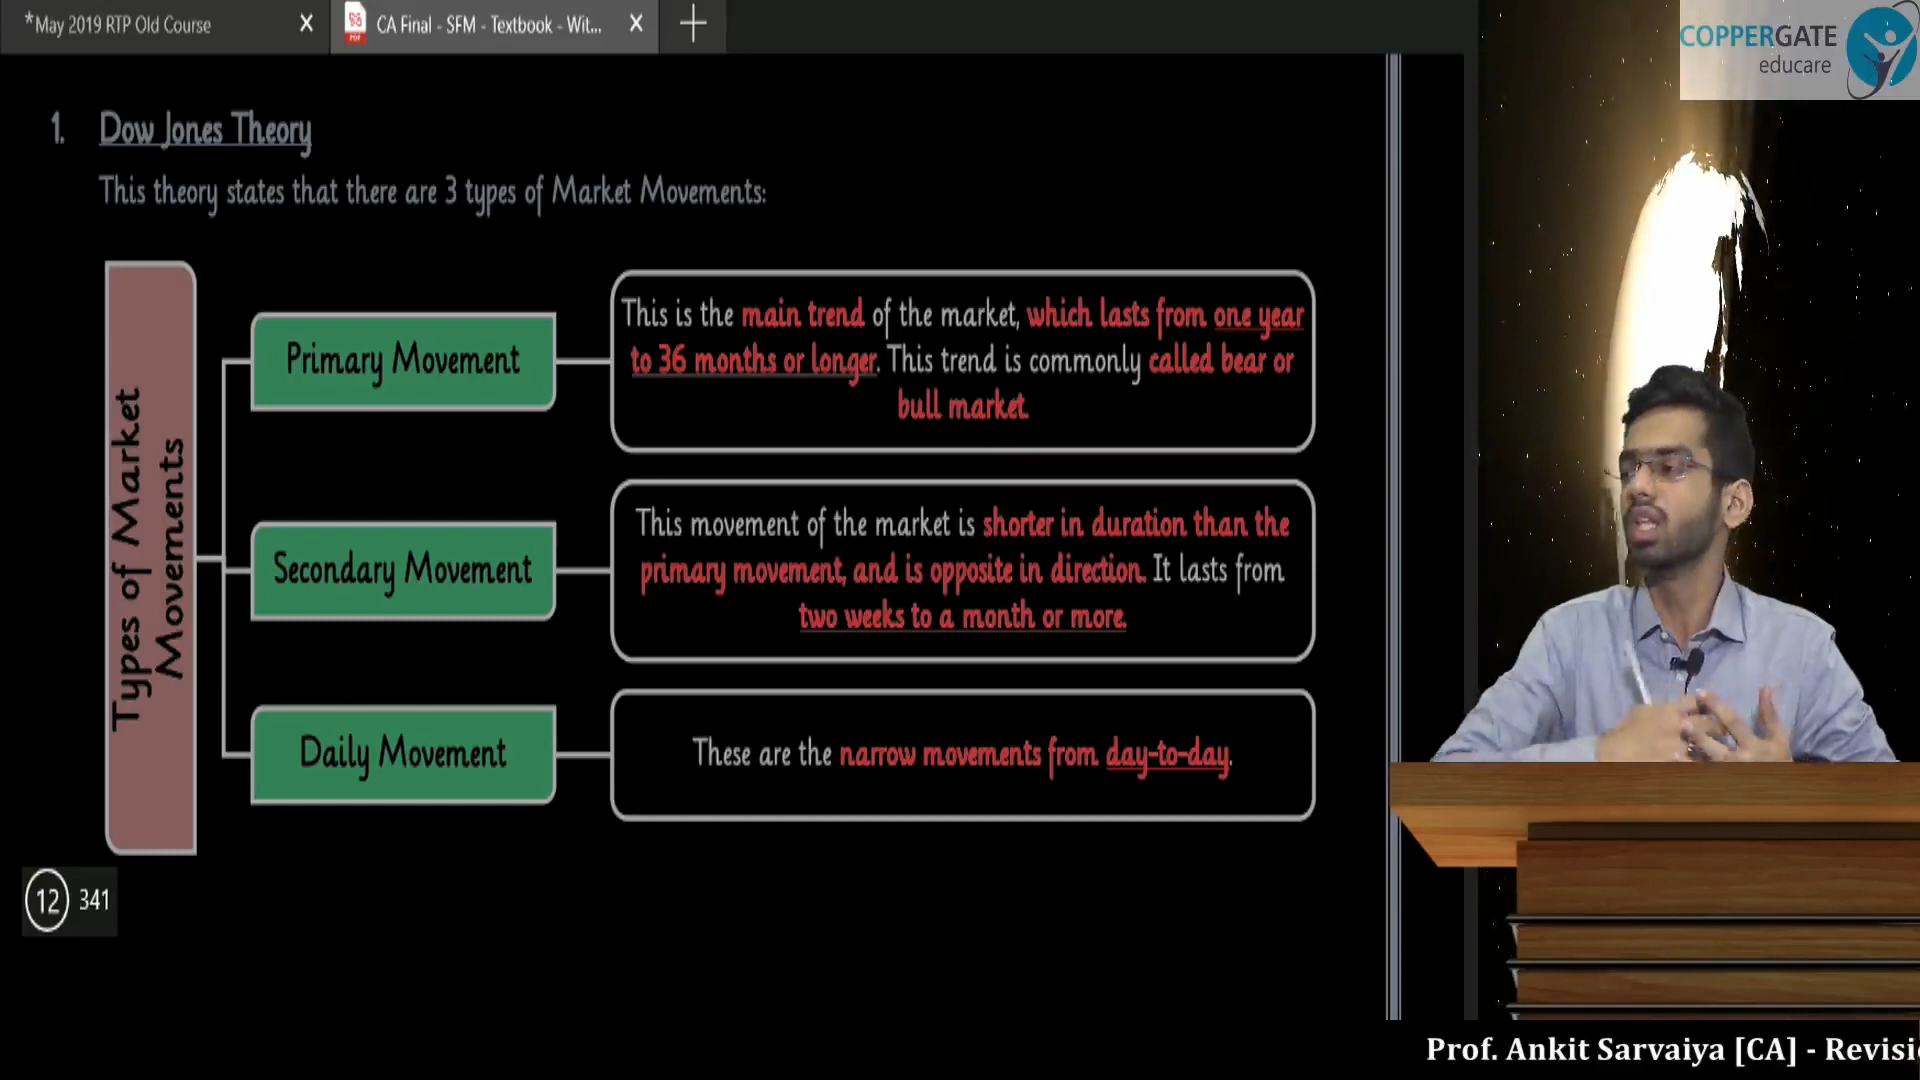 *May 2019 RTP Old Course
CA Final - SFM - Textbook - Wit...
COPPERGATE
educare
1. Dow Jones Theory
This theory states that there are 3 types of Market Movements:
Types of Market
Movements
Primary Movement
This is the main trend of the market, which lasts from one year
to 36 months or longer. This trend is commonly called bear or
bull market.
Secondary Movement
This movement of the market is shorter in duration than the
primary movement, and is opposite in direction. It lasts from
two weeks to a month or more.
Daily Movement
These are the narrow movements from day-to-day.
12 341
Prof. Ankit Sarvaiya [CA] - Revisi